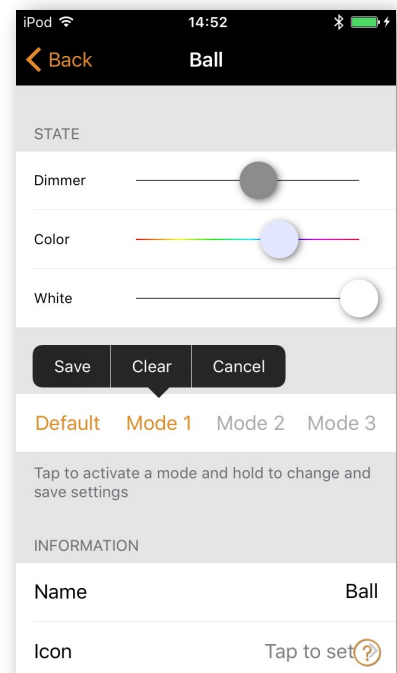 iPod 14:52
Back Ball
STATE
Dimmer
Color
White
Save Clear Cancel
Default Mode 1 Mode 2 Mode 3
Tap to activate a mode and hold to change and
save settings
INFORMATION
Name Ball
Icon Tap to set ?